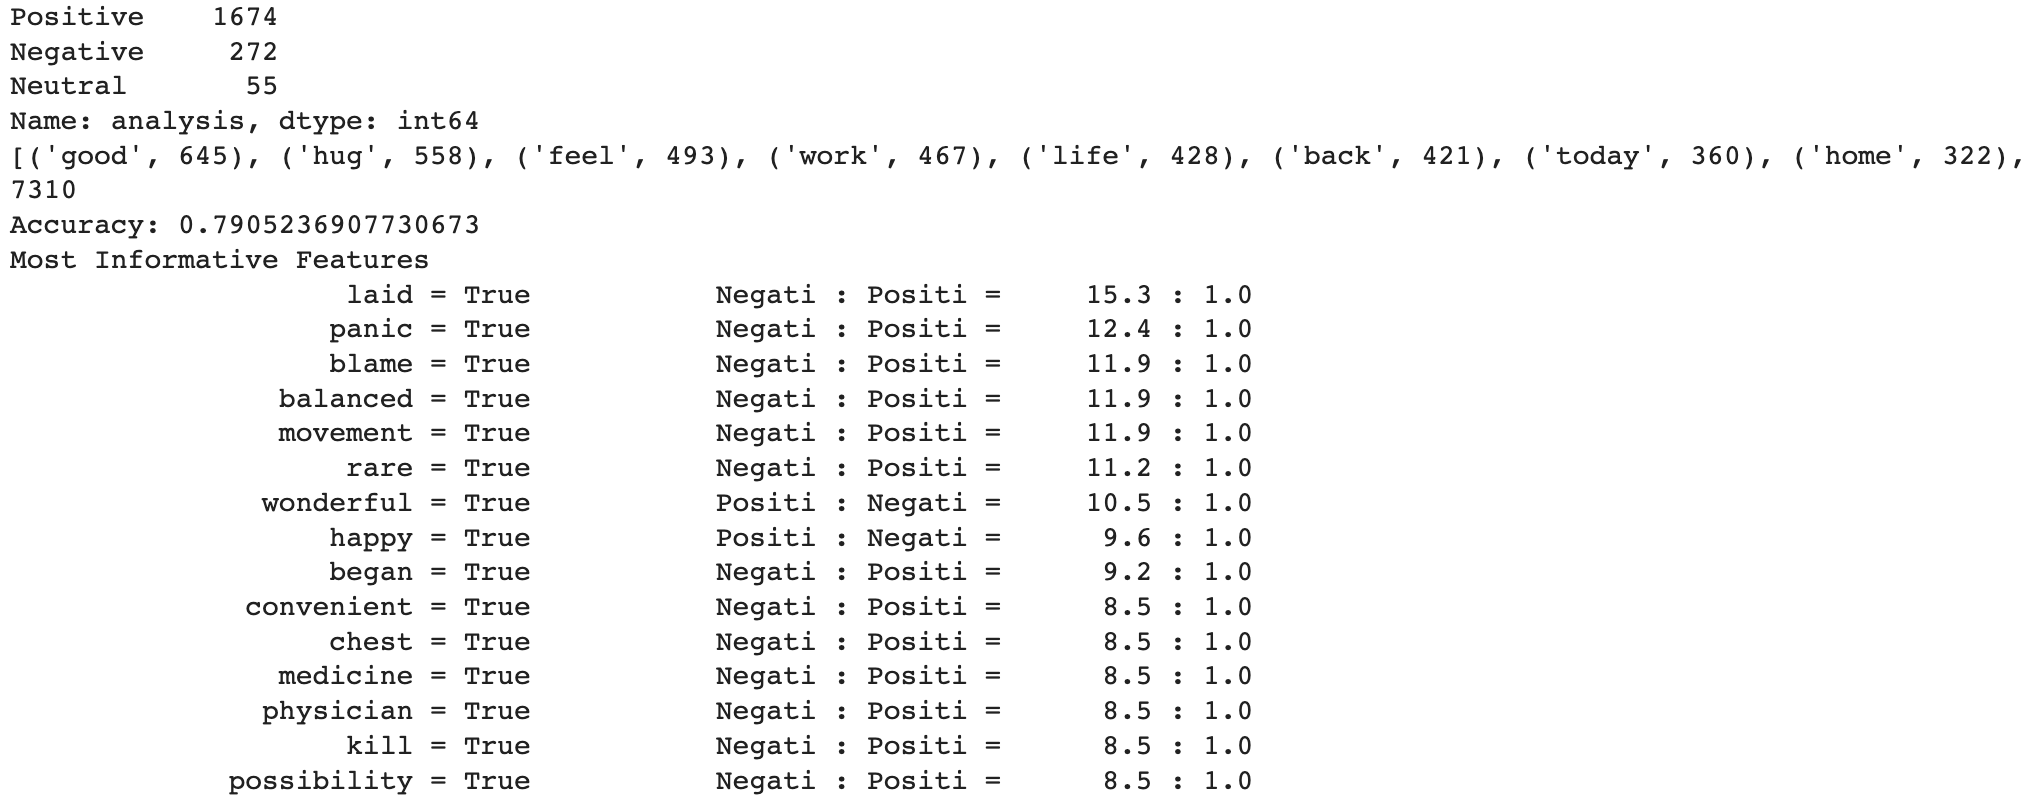 Positive    1674
Negative     272
Neutral       55
Name: analysis, dtype: int64
[('good', 645), ('hug', 558), ('feel', 493), ('work', 467), ('life', 428), ('back', 421), ('today', 360), ('home', 322),
7310
Accuracy: 0.7905236907730673
Most Informative Features
laid = True           Negati : Positi =     15.3 : 1.0
panic = True           Negati : Positi =     12.4 : 1.0
blame = True           Negati : Positi =     11.9 : 1.0
balanced = True           Negati : Positi =     11.9 : 1.0
movement = True           Negati : Positi =     11.9 : 1.0
rare = True           Negati : Positi =     11.2 : 1.0
wonderful = True           Positi : Negati =     10.5 : 1.0
happy = True           Positi : Negati =      9.6 : 1.0
began = True           Negati : Positi =      9.2 : 1.0
convenient = True           Negati : Positi =      8.5 : 1.0
chest = True           Negati : Positi =      8.5 : 1.0
medicine = True           Negati : Positi =      8.5 : 1.0
physician = True           Negati : Positi =      8.5 : 1.0
kill = True           Negati : Positi =      8.5 : 1.0
possibility = True           Negati : Positi =      8.5 : 1.0